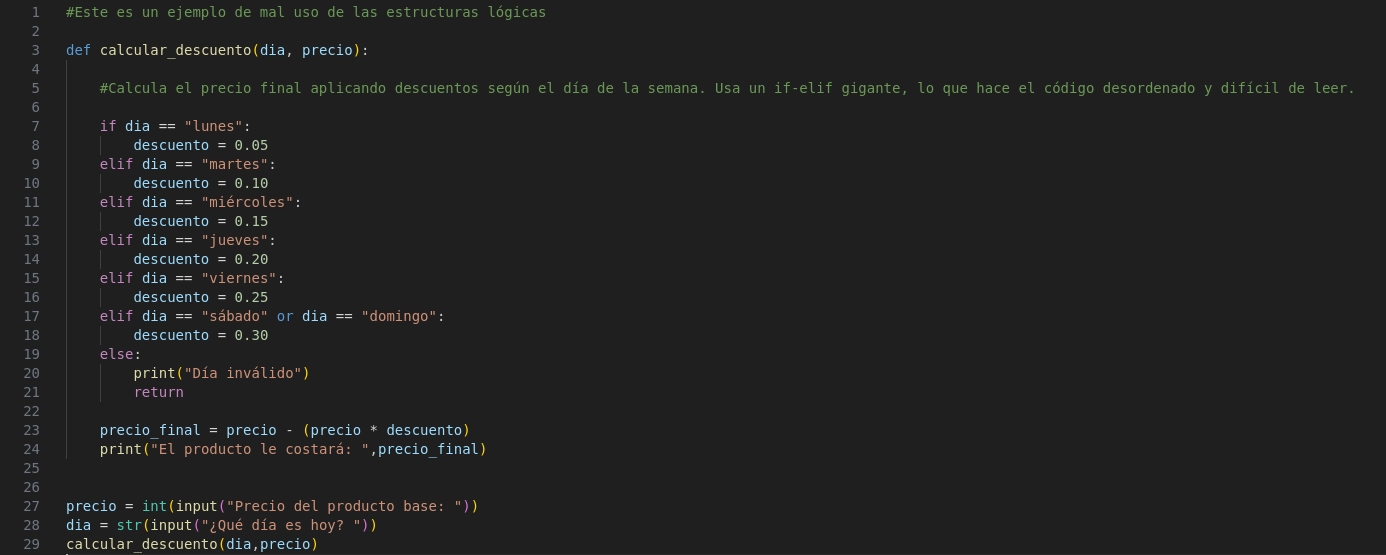 1 #Este es un ejemplo de mal uso de las estructuras lógicas
2
3 def calcular_descuento(dia, precio):
4
5     #Calcula el precio final aplicando descuentos según el día de la semana. Usa un if-elif gigante, lo que hace el código desordenado y difícil de leer.
6
7     if dia == "lunes":
8         descuento = 0.05
9     elif dia == "martes":
10         descuento = 0.10
11     elif dia == "miércoles":
12         descuento = 0.15
13     elif dia == "jueves":
14         descuento = 0.20
15     elif dia == "viernes":
16         descuento = 0.25
17     elif dia == "sábado" or dia == "domingo":
18         descuento = 0.30
19     else:
20         print("Día inválido")
21         return
22
23     precio_final = precio - (precio * descuento)
24     print("El producto le costará: ",precio_final)
25
26
27 precio = int(input("Precio del producto base: "))
28 dia = str(input("¿Qué día es hoy? "))
29 calcular_descuento(dia,precio)